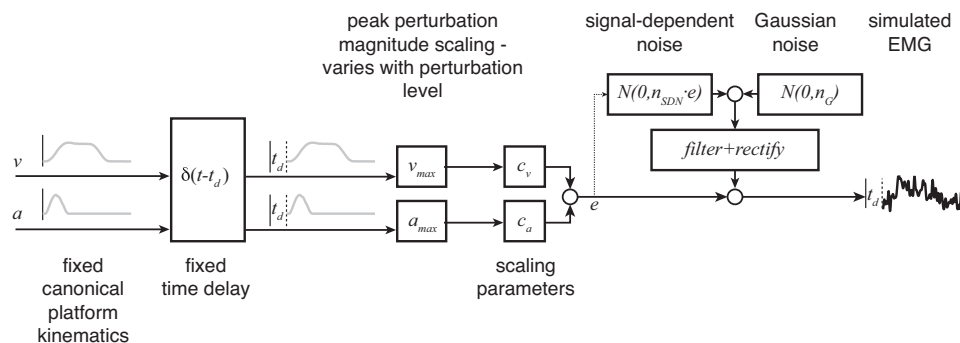 peak perturbation
magnitude scaling -
varies with perturbation
level
signal-dependent
noise
Gaussian
noise
simulated
EMG
N(0,n_SDN·e)
N(0,n_G)
filter+rectify
v
δ(t-t_d)
t_d
v_max
c_v
a
t_d
a_max
c_a
e
t_d
fixed
canonical
platform
kinematics
fixed
time delay
scaling
parameters